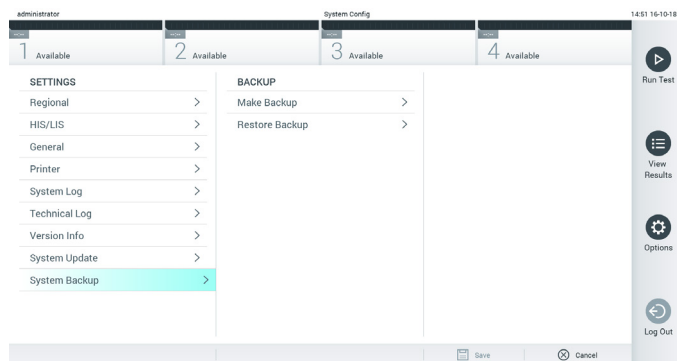 administrator System Config 14:51 16-10-18
--:-- --:-- --:-- --:--
1 Available 2 Available 3 Available 4 Available
SETTINGS BACKUP
Regional Make Backup
HIS/LIS Restore Backup
General
Printer
System Log
Technical Log
Version Info
System Update
System Backup
Run Test
View
Results
Options
Log Out
Save Cancel